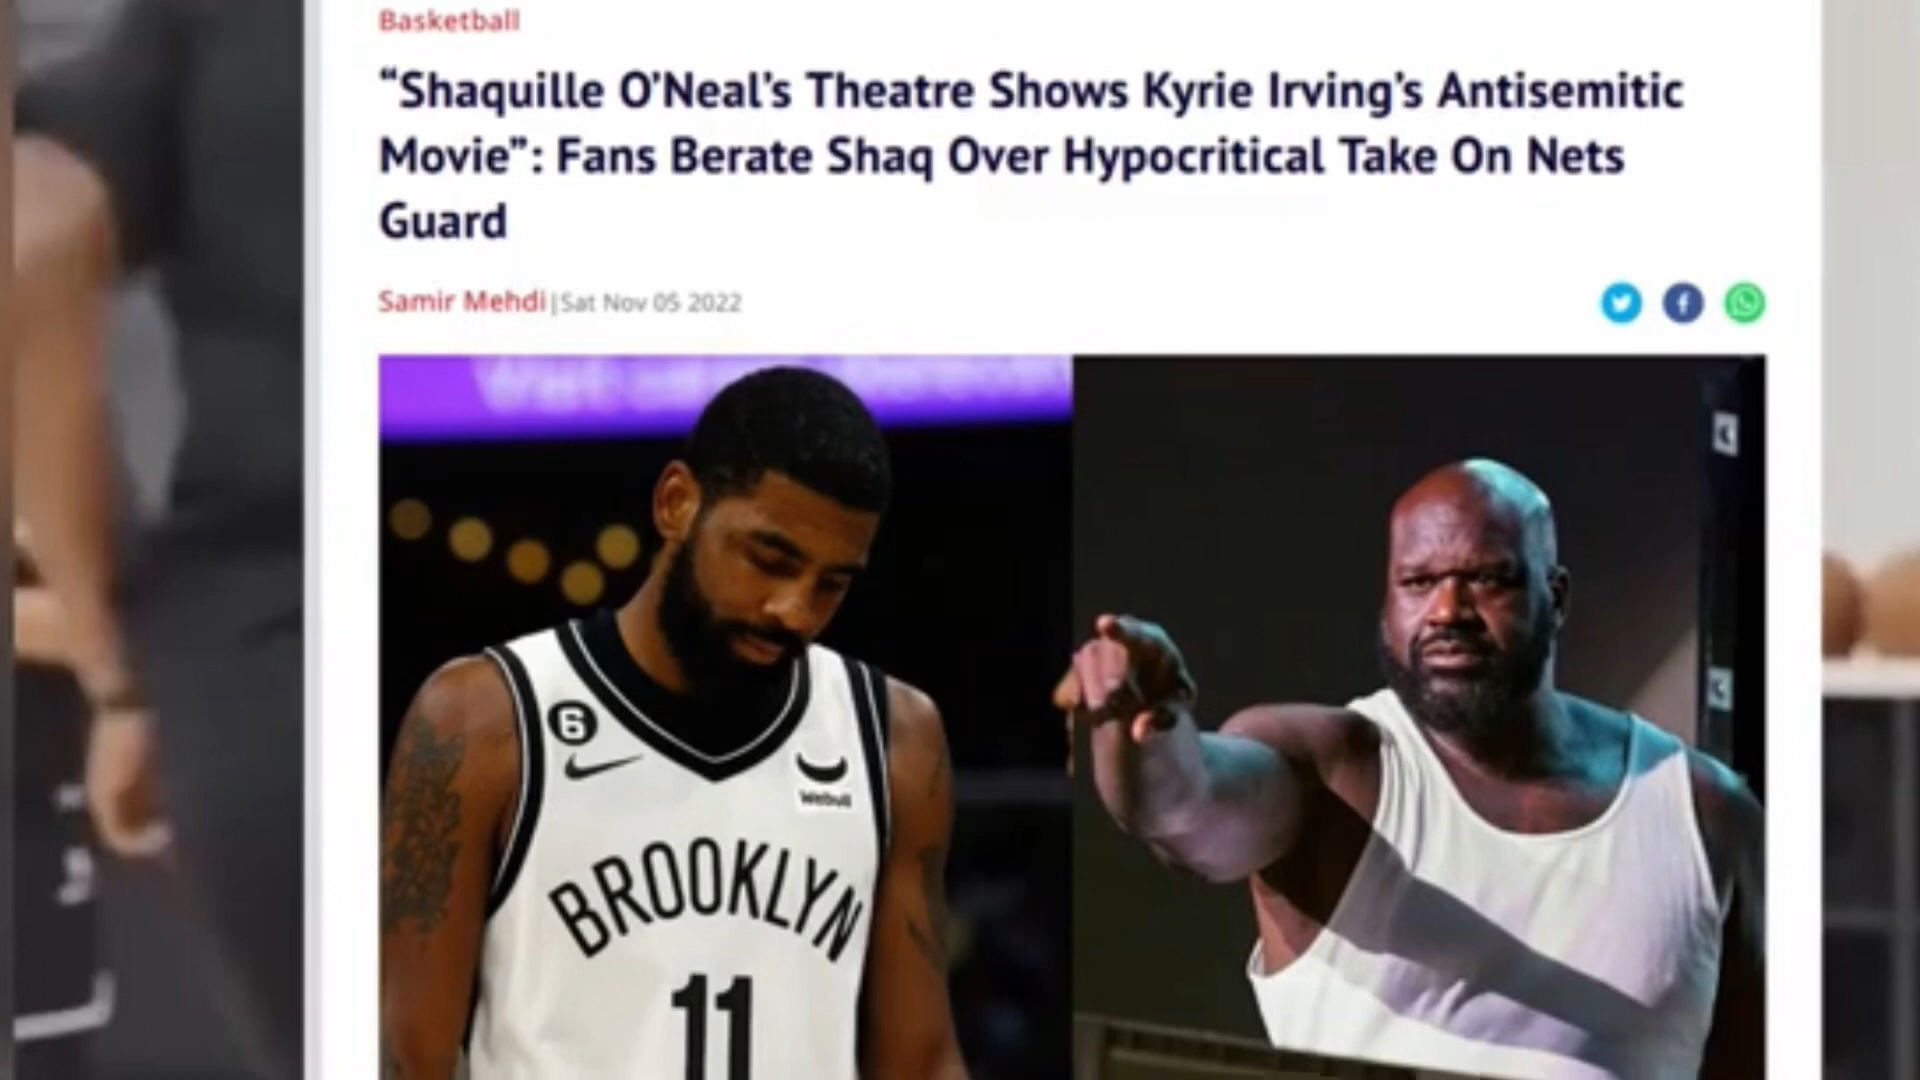 Basketball
“Shaquille O’Neal’s Theatre Shows Kyrie Irving’s Antisemitic
Movie”: Fans Berate Shaq Over Hypocritical Take On Nets
Guard
Samir Mehdi|Sat Nov 05 2022
6
Webull
BROOKLYN
11